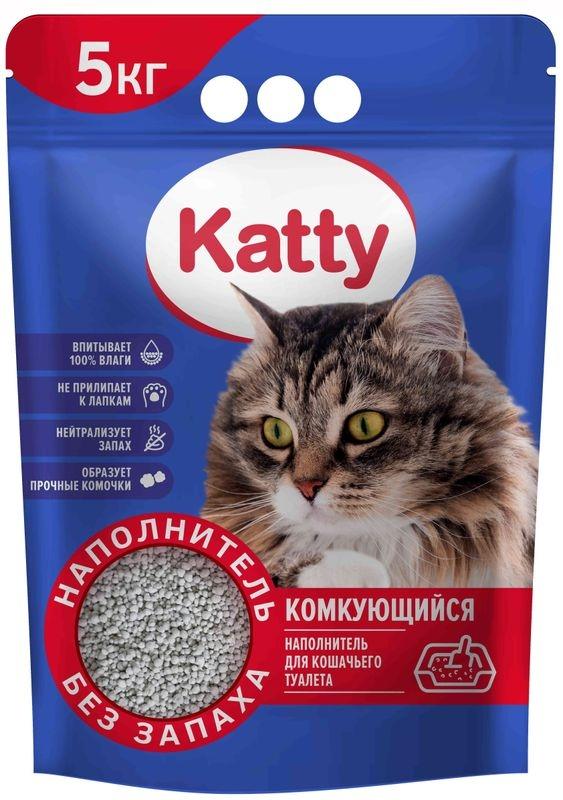 5кг
Katty
ВПИТЫВАЕТ
100% ВЛАГИ
НЕ ПРИЛИПАЕТ
К ЛАПКАМ
НЕЙТРАЛИЗУЕТ
ЗАПАХ
ОБРАЗУЕТ
ПРОЧНЫЕ КОМОЧКИ
НАПОЛНИТЕЛЬ
БЕЗ ЗАПАХА
КОМКУЮЩИЙСЯ
НАПОЛНИТЕЛЬ
ДЛЯ КОШАЧЬЕГО
ТУАЛЕТА